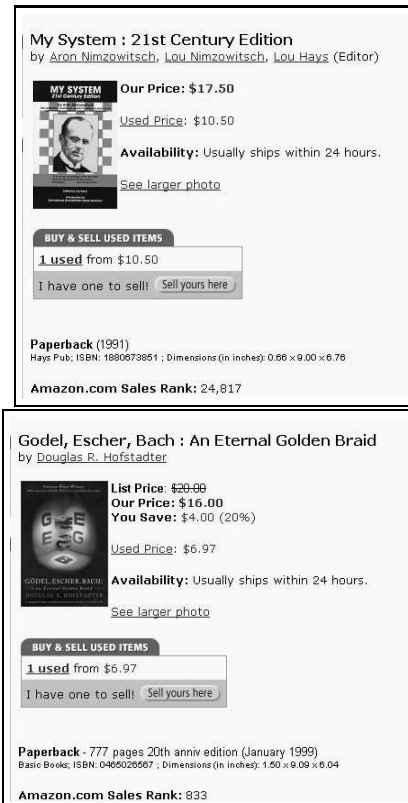 My System : 21st Century Edition
by Aron Nimzowitsch, Lou Nimzowitsch, Lou Hays (Editor)
MY SYSTEM
21st Century Edition
Our Price: $17.50
Used Price: $10.50
Availability: Usually ships within 24 hours.
See larger photo
BUY & SELL USED ITEMS
1 used from $10.50
I have one to sell! Sell yours here
Paperback (1991)
Hays Pub; ISBN: 1880673851 ; Dimensions (in inches): 0.66 x 9.00 x 6.76
Amazon.com Sales Rank: 24,817
Godel, Escher, Bach : An Eternal Golden Braid
by Douglas R. Hofstadter
GÖDEL, ESCHER, BACH:
an Eternal Golden Braid
DOUGLAS R. HOFSTADTER
List Price: $20.00
Our Price: $16.00
You Save: $4.00 (20%)
Used Price: $6.97
Availability: Usually ships within 24 hours.
See larger photo
BUY & SELL USED ITEMS
1 used from $6.97
I have one to sell! Sell yours here
Paperback - 777 pages 20th anniv edition (January 1999)
Basic Books; ISBN: 0465026567 ; Dimensions (in inches): 1.50 x 9.09 x 6.04
Amazon.com Sales Rank: 833